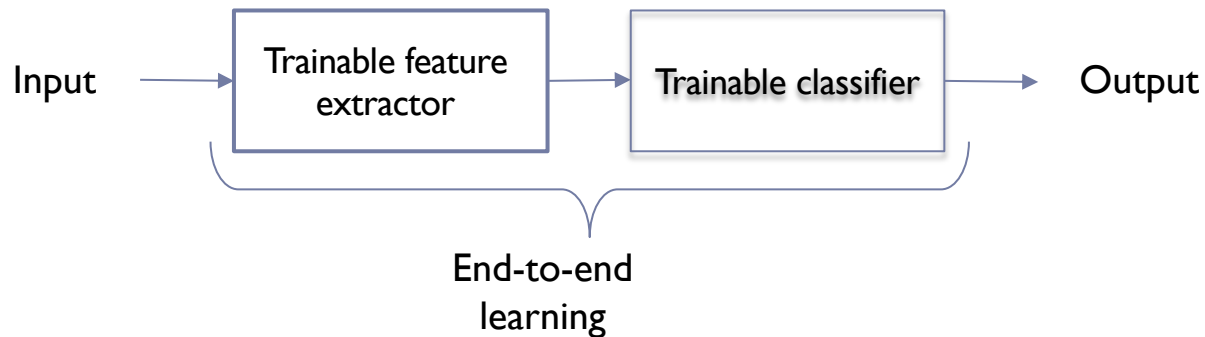 Input
Trainable feature
extractor
Trainable classifier
Output
End-to-end
learning